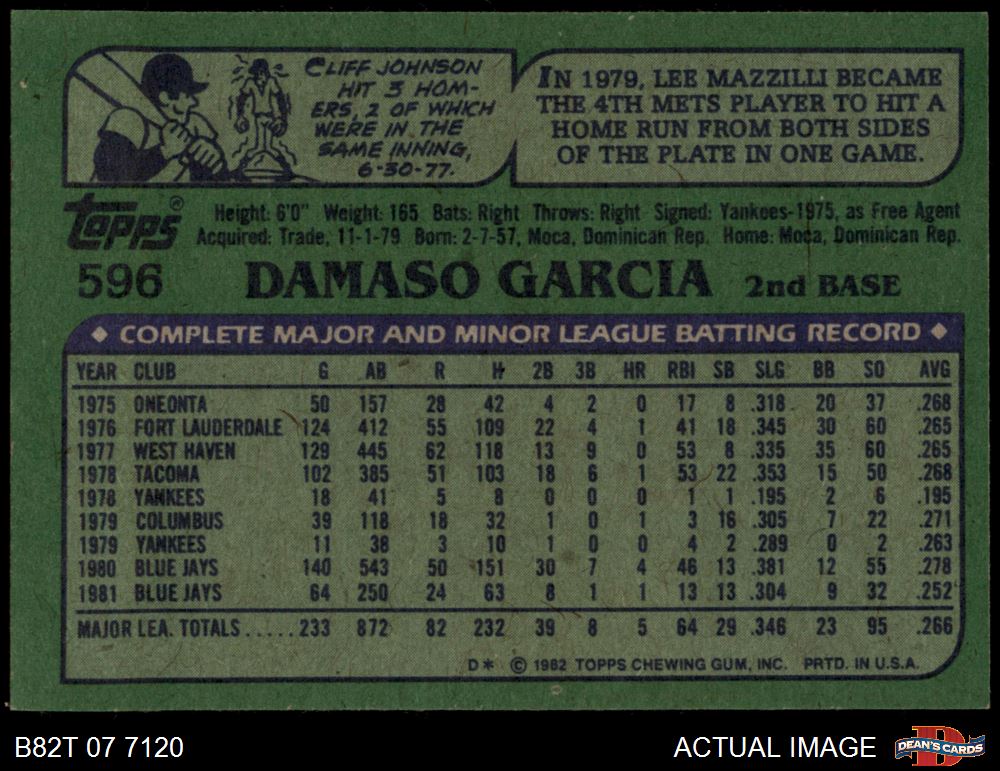 CLIFF JOHNSON
HIT 3 HOM-
ERS, 2 OF WHICH
WERE IN THE
SAME INNING,
6-30-77.
IN 1979, LEE MAZZILLI BECAME
THE 4TH METS PLAYER TO HIT A
HOME RUN FROM BOTH SIDES
OF THE PLATE IN ONE GAME.
Topps®
Height: 6'0" Weight: 165 Bats: Right Throws: Right Signed: Yankees-1975, as Free Agent
Acquired: Trade, 11-1-79 Born: 2-7-57, Moca, Dominican Rep. Home: Moca, Dominican Rep.
596 DAMASO GARCIA 2nd BASE
◆ COMPLETE MAJOR AND MINOR LEAGUE BATTING RECORD ◆
YEAR CLUB G AB R H 2B 3B HR RBI SB SLG BB SO AVG
1975 ONEONTA 50 157 28 42 4 2 0 17 8 .318 20 37 .268
1976 FORT LAUDERDALE 124 412 55 109 22 4 1 41 18 .345 30 60 .265
1977 WEST HAVEN 129 445 62 118 13 9 0 53 8 .335 35 60 .265
1978 TACOMA 102 385 51 103 18 6 1 53 22 .353 15 50 .268
1978 YANKEES 18 41 5 8 0 0 0 1 1 .195 2 6 .195
1979 COLUMBUS 39 118 18 32 1 0 1 3 16 .305 7 22 .271
1979 YANKEES 11 38 3 10 1 0 0 4 2 .289 0 2 .263
1980 BLUE JAYS 140 543 50 151 30 7 4 46 13 .381 12 55 .278
1981 BLUE JAYS 64 250 24 63 8 1 1 13 13 .304 9 32 .252
MAJOR LEA. TOTALS.....233 872 82 232 39 8 5 64 29 .346 23 95 .266
D* © 1982 TOPPS CHEWING GUM, INC. PRTD. IN U.S.A.
B82T 07 7120 ACTUAL IMAGE DEAN'S CARDS